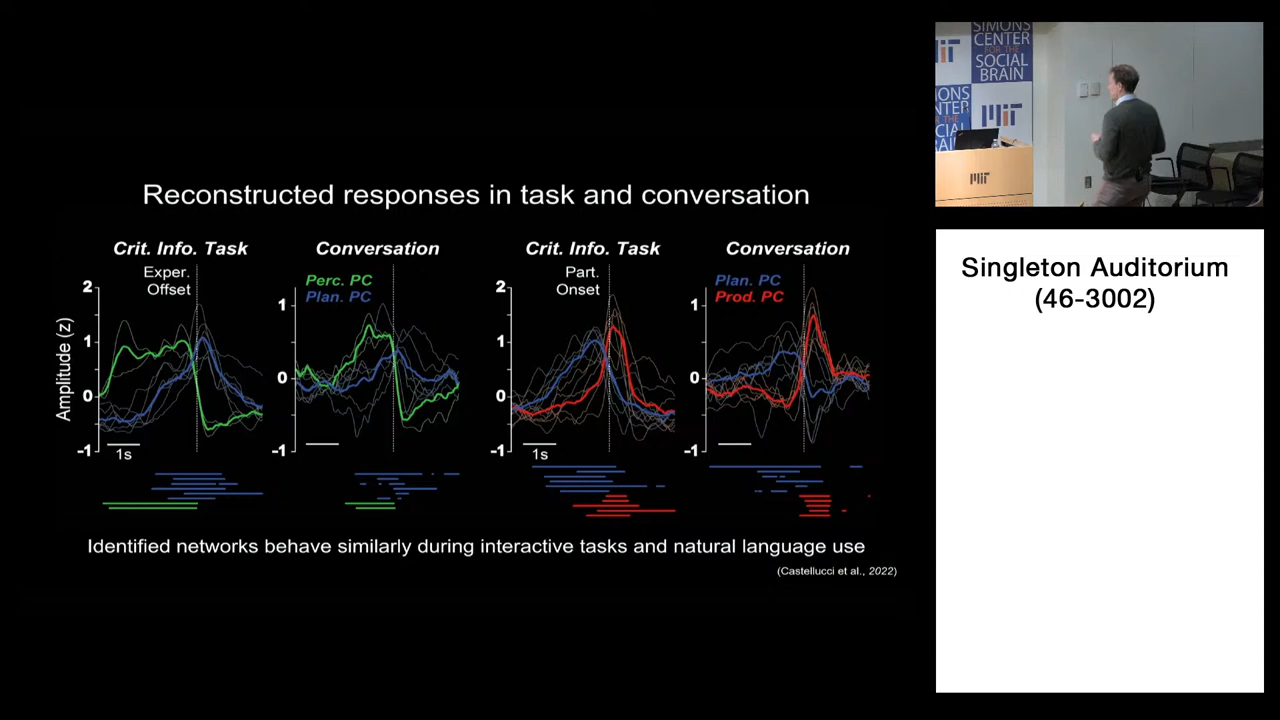 Reconstructed responses in task and conversation
Crit. Info. Task
Exper.
Offset
2
1
0
-1
Amplitude (z)
1s
Conversation
Perc. PC
Plan. PC
1
0
-1
Crit. Info. Task
Part.
Onset
2
1
0
-1
1s
Conversation
Plan. PC
Prod. PC
1
0
-1
Identified networks behave similarly during interactive tasks and natural language use
(Castellucci et al., 2022)
SIMONS
CENTER
FOR THE
SOCIAL
BRAIN
MIT
MIT
Singleton Auditorium
(46-3002)